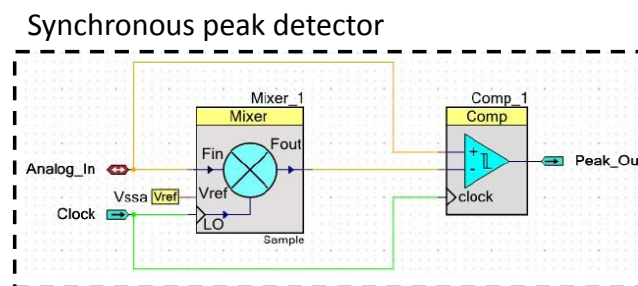 Synchronous peak detector
Mixer_1
Mixer
Fin
Fout
Vref
LO
Sample
Analog_In
Vssa Vref
Clock
Comp_1
Comp
+
-
clock
Peak_Ou